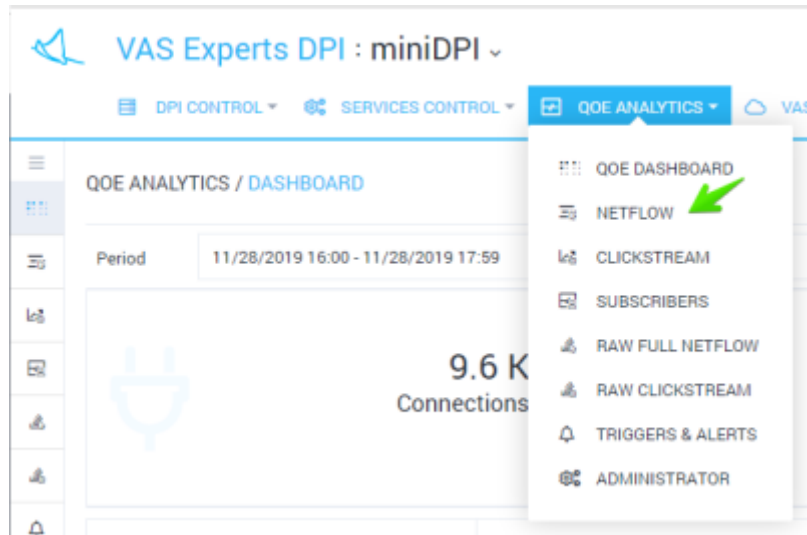 VAS Experts DPI : miniDPI
DPI CONTROL SERVICES CONTROL QOE ANALYTICS VAS
QOE ANALYTICS / DASHBOARD
Period 11/28/2019 16:00 - 11/28/2019 17:59
9.6 K
Connections
QOE DASHBOARD
NETFLOW
CLICKSTREAM
SUBSCRIBERS
RAW FULL NETFLOW
RAW CLICKSTREAM
TRIGGERS & ALERTS
ADMINISTRATOR